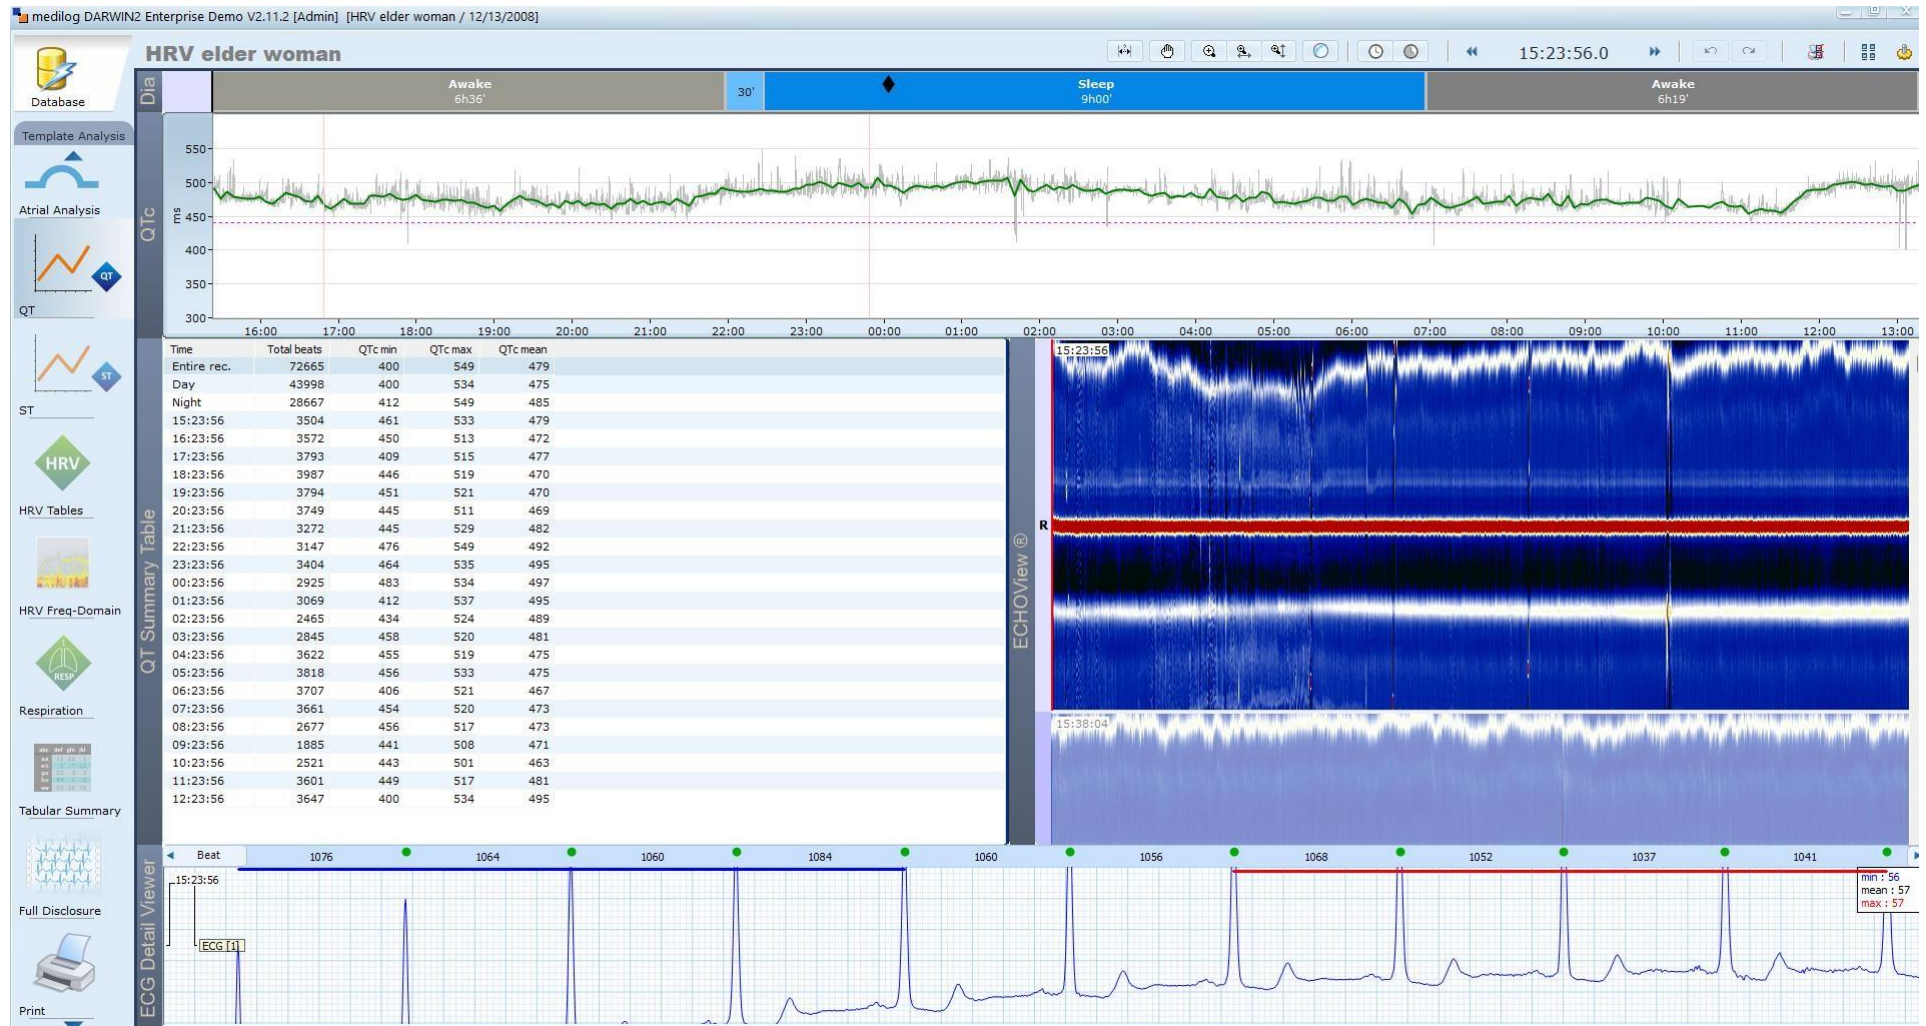 medilog DARWIN2 Enterprise Demo V2.11.2 [Admin] [HRV elder woman / 12/13/2008]
Database
HRV elder woman
15:23:56.0
Dia
Awake
6h36'
30'
Sleep
9h00'
Awake
6h19'
Template Analysis
Atrial Analysis
QT
QT
ST
ST
HRV
HRV Tables
HRV Freq-Domain
RESP
Respiration
Tabular Summary
Full Disclosure
Print
QTc
ms
550
500
450
400
350
300
16:00 17:00 18:00 19:00 20:00 21:00 22:00 23:00 00:00 01:00 02:00 03:00 04:00 05:00 06:00 07:00 08:00 09:00 10:00 11:00 12:00 13:00
QT Summary Table
Time Total beats QTc min QTc max QTc mean
Entire rec. 72665 400 549 479
Day 43998 400 534 475
Night 28667 412 549 485
15:23:56 3504 461 533 479
16:23:56 3572 450 513 472
17:23:56 3793 409 515 477
18:23:56 3987 446 519 470
19:23:56 3794 451 521 470
20:23:56 3749 445 511 469
21:23:56 3272 445 529 482
22:23:56 3147 476 549 492
23:23:56 3404 464 535 495
00:23:56 2925 483 534 497
01:23:56 3069 412 537 495
02:23:56 2465 434 524 489
03:23:56 2845 458 520 481
04:23:56 3622 455 519 475
05:23:56 3818 456 533 475
06:23:56 3707 406 521 467
07:23:56 3661 454 520 473
08:23:56 2677 456 517 473
09:23:56 1885 441 508 471
10:23:56 2521 443 501 463
11:23:56 3601 449 517 481
12:23:56 3647 400 534 495
ECHOView ®
15:23:56
R
15:38:04
ECG Detail Viewer
Beat 1076 1064 1060 1084 1060 1056 1068 1052 1037 1041
15:23:56
ECG [1]
min : 56
mean : 57
max : 57